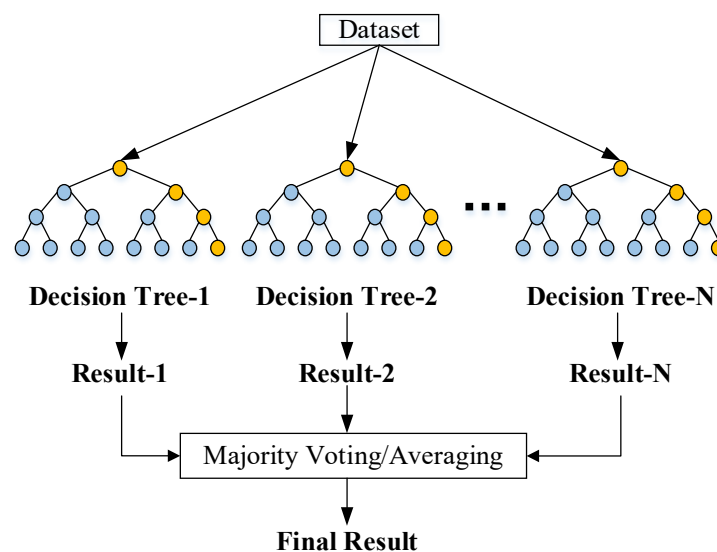 Dataset
Decision Tree-1
Decision Tree-2
Decision Tree-N
Result-1
Result-2
Result-N
Majority Voting/Averaging
Final Result